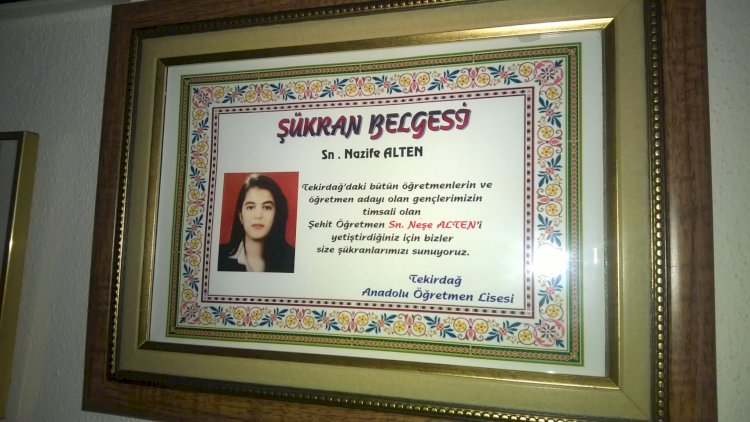 ŞÜKRAN BELGESİ
Sn . Nazife ALTEN
Tekirdağ'daki bütün öğretmenlerin ve
öğretmen adayı olan gençlerimizin
timsali olan
Şehit Öğretmen Sn. Neşe ALTEN'i
yetiştirdiğiniz için bizler
size şükranlarımızı sunuyoruz.
Tekirdağ
Anadolu Öğretmen Lisesi